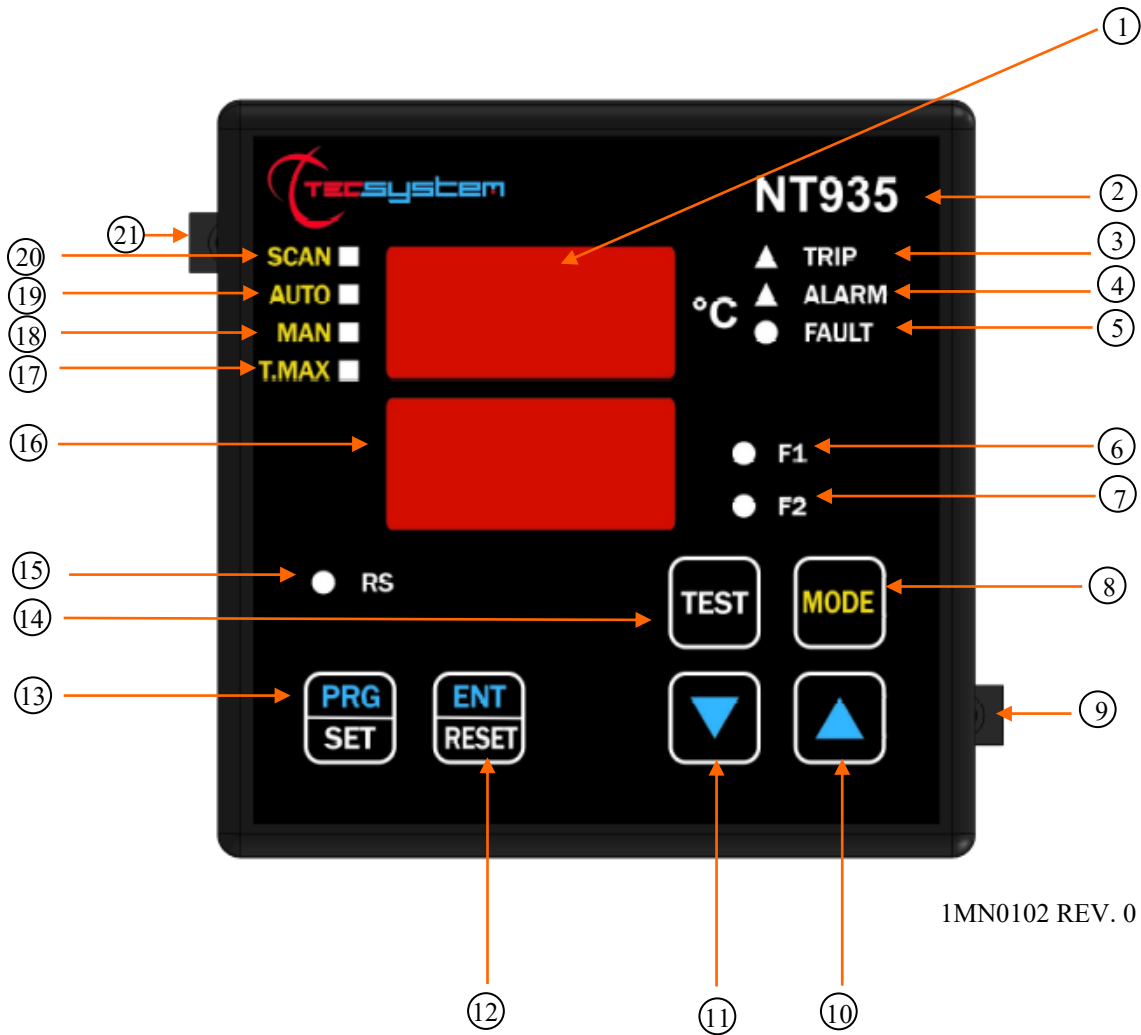 1
TECSYSTEM
NT935
2
21
SCAN
20
TRIP
3
AUTO
19
°C
ALARM
4
MAN
18
FAULT
5
T.MAX
17
16
F1
6
F2
7
15
RS
14
TEST
MODE
8
13
PRG
SET
ENT
RESET
9
1MN0102 REV. 0
12
11
10